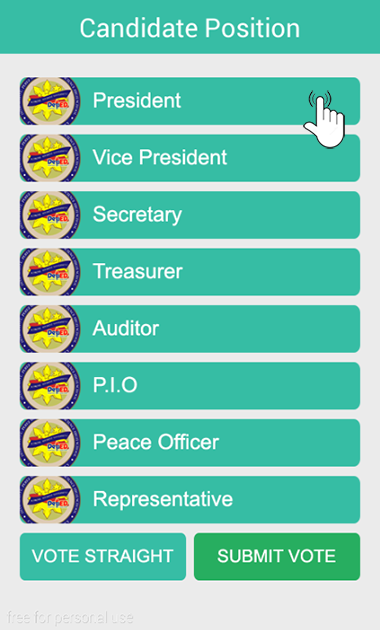 Candidate Position
President
Vice President
Secretary
Treasurer
Auditor
P.I.O
Peace Officer
Representative
VOTE STRAIGHT
SUBMIT VOTE
free for personal use